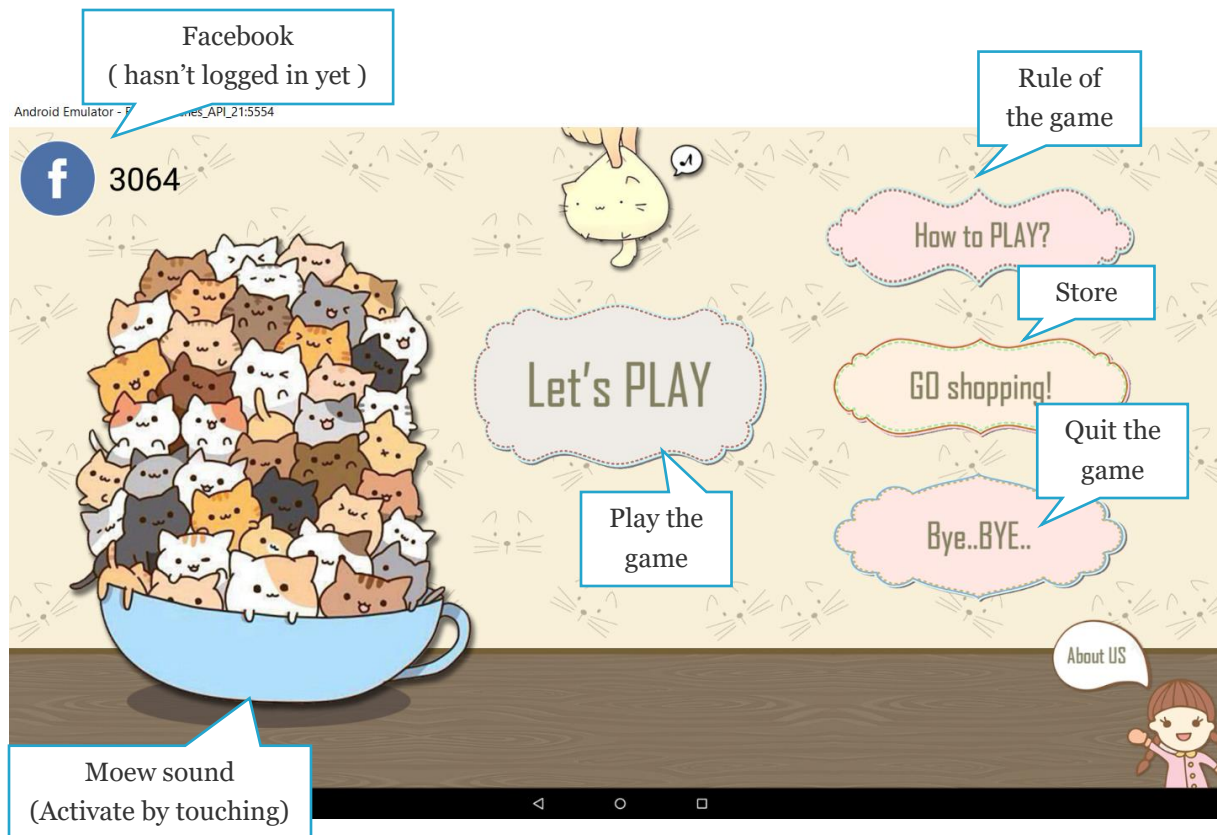 Facebook
( hasn’t logged in yet )
Rule of
the game
Android Emulator -
nes_API_21:5554
f
3064
How to PLAY?
Store
Let's PLAY
GO shopping!
Quit the
game
Play the
game
Bye..BYE..
About US
Moew sound
(Activate by touching)